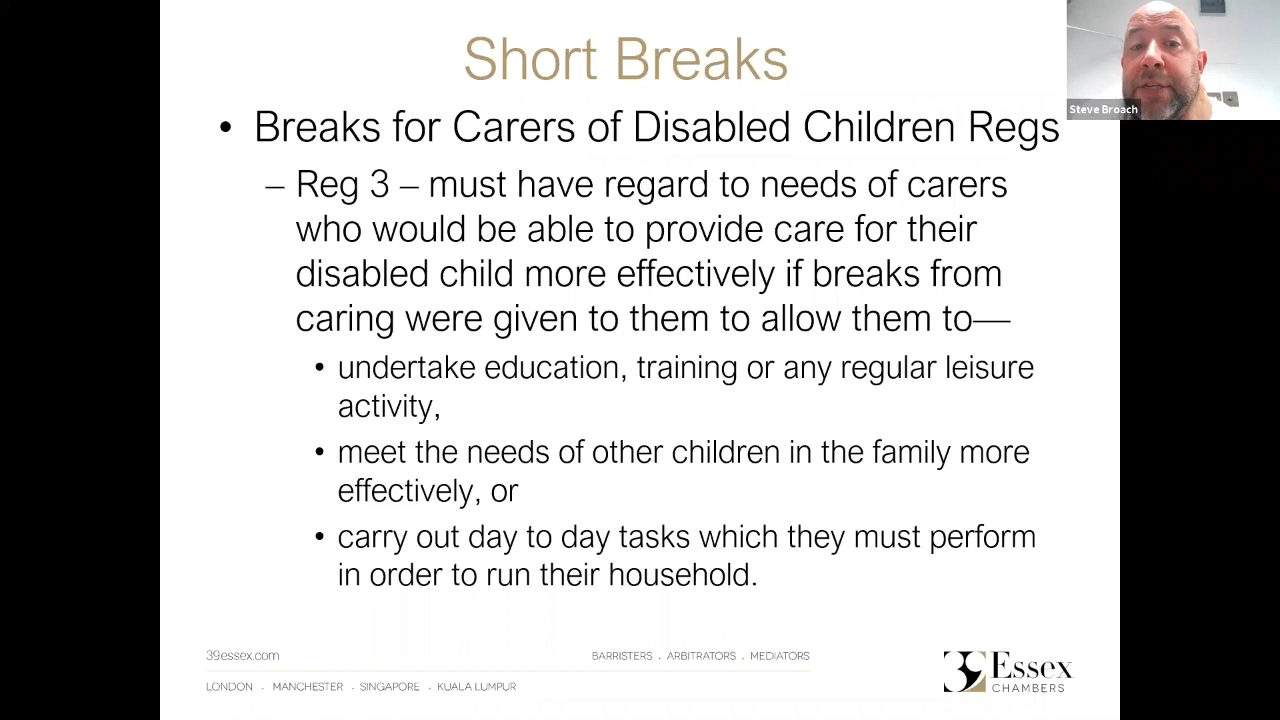 Short Breaks
Steve Broach
• Breaks for Carers of Disabled Children Regs
– Reg 3 – must have regard to needs of carers
who would be able to provide care for their
disabled child more effectively if breaks from
caring were given to them to allow them to—
• undertake education, training or any regular leisure
activity,
• meet the needs of other children in the family more
effectively, or
• carry out day to day tasks which they must perform
in order to run their household.
39essex.com
BARRISTERS . ARBITRATORS . MEDIATORS
LONDON . MANCHESTER . SINGAPORE . KUALA LUMPUR
39 Essex
CHAMBERS